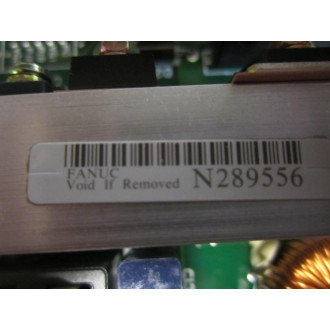 FANUC
Void If Removed N289556